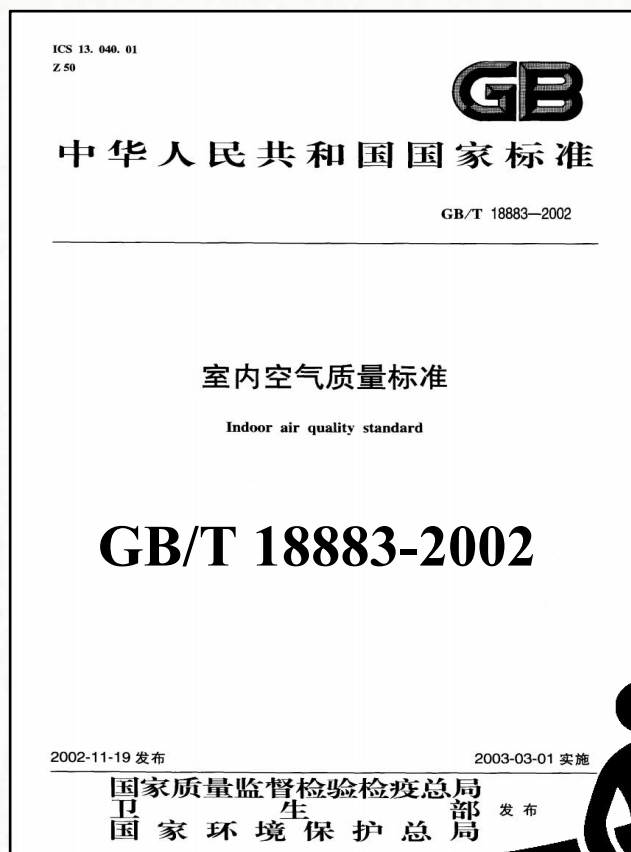 ICS 13. 040. 01
Z 50
GB
中华人民共和国国家标准
GB/T 18883—2002
室内空气质量标准
Indoor air quality standard
GB/T 18883-2002
2002-11-19 发布
2003-03-01 实施
国家质量监督检验检疫总局
卫生部 发布
国家环境保护总局